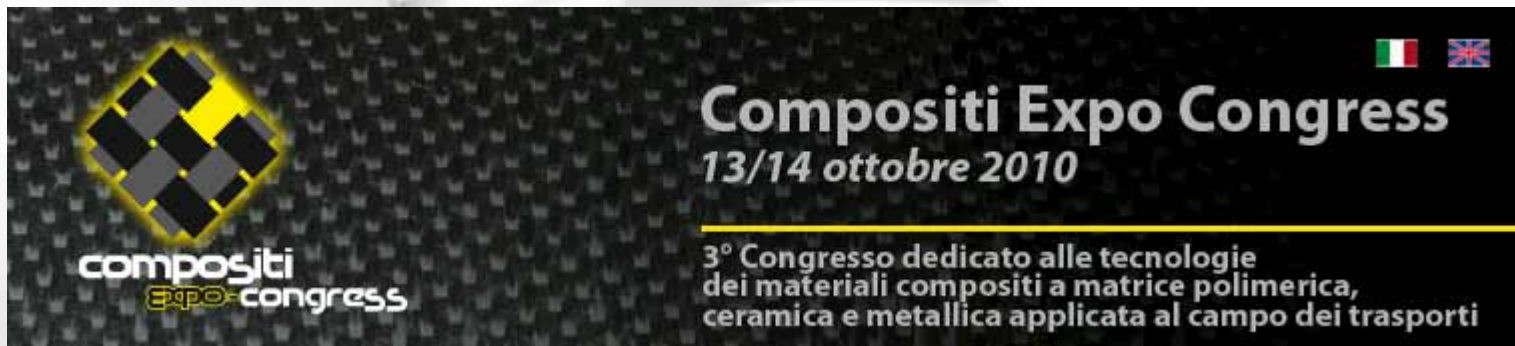 Compositi Expo Congress
13/14 ottobre 2010
3° Congresso dedicato alle tecnologie
dei materiali compositi a matrice polimerica,
ceramica e metallica applicata al campo dei trasporti
compositi
expo-congress